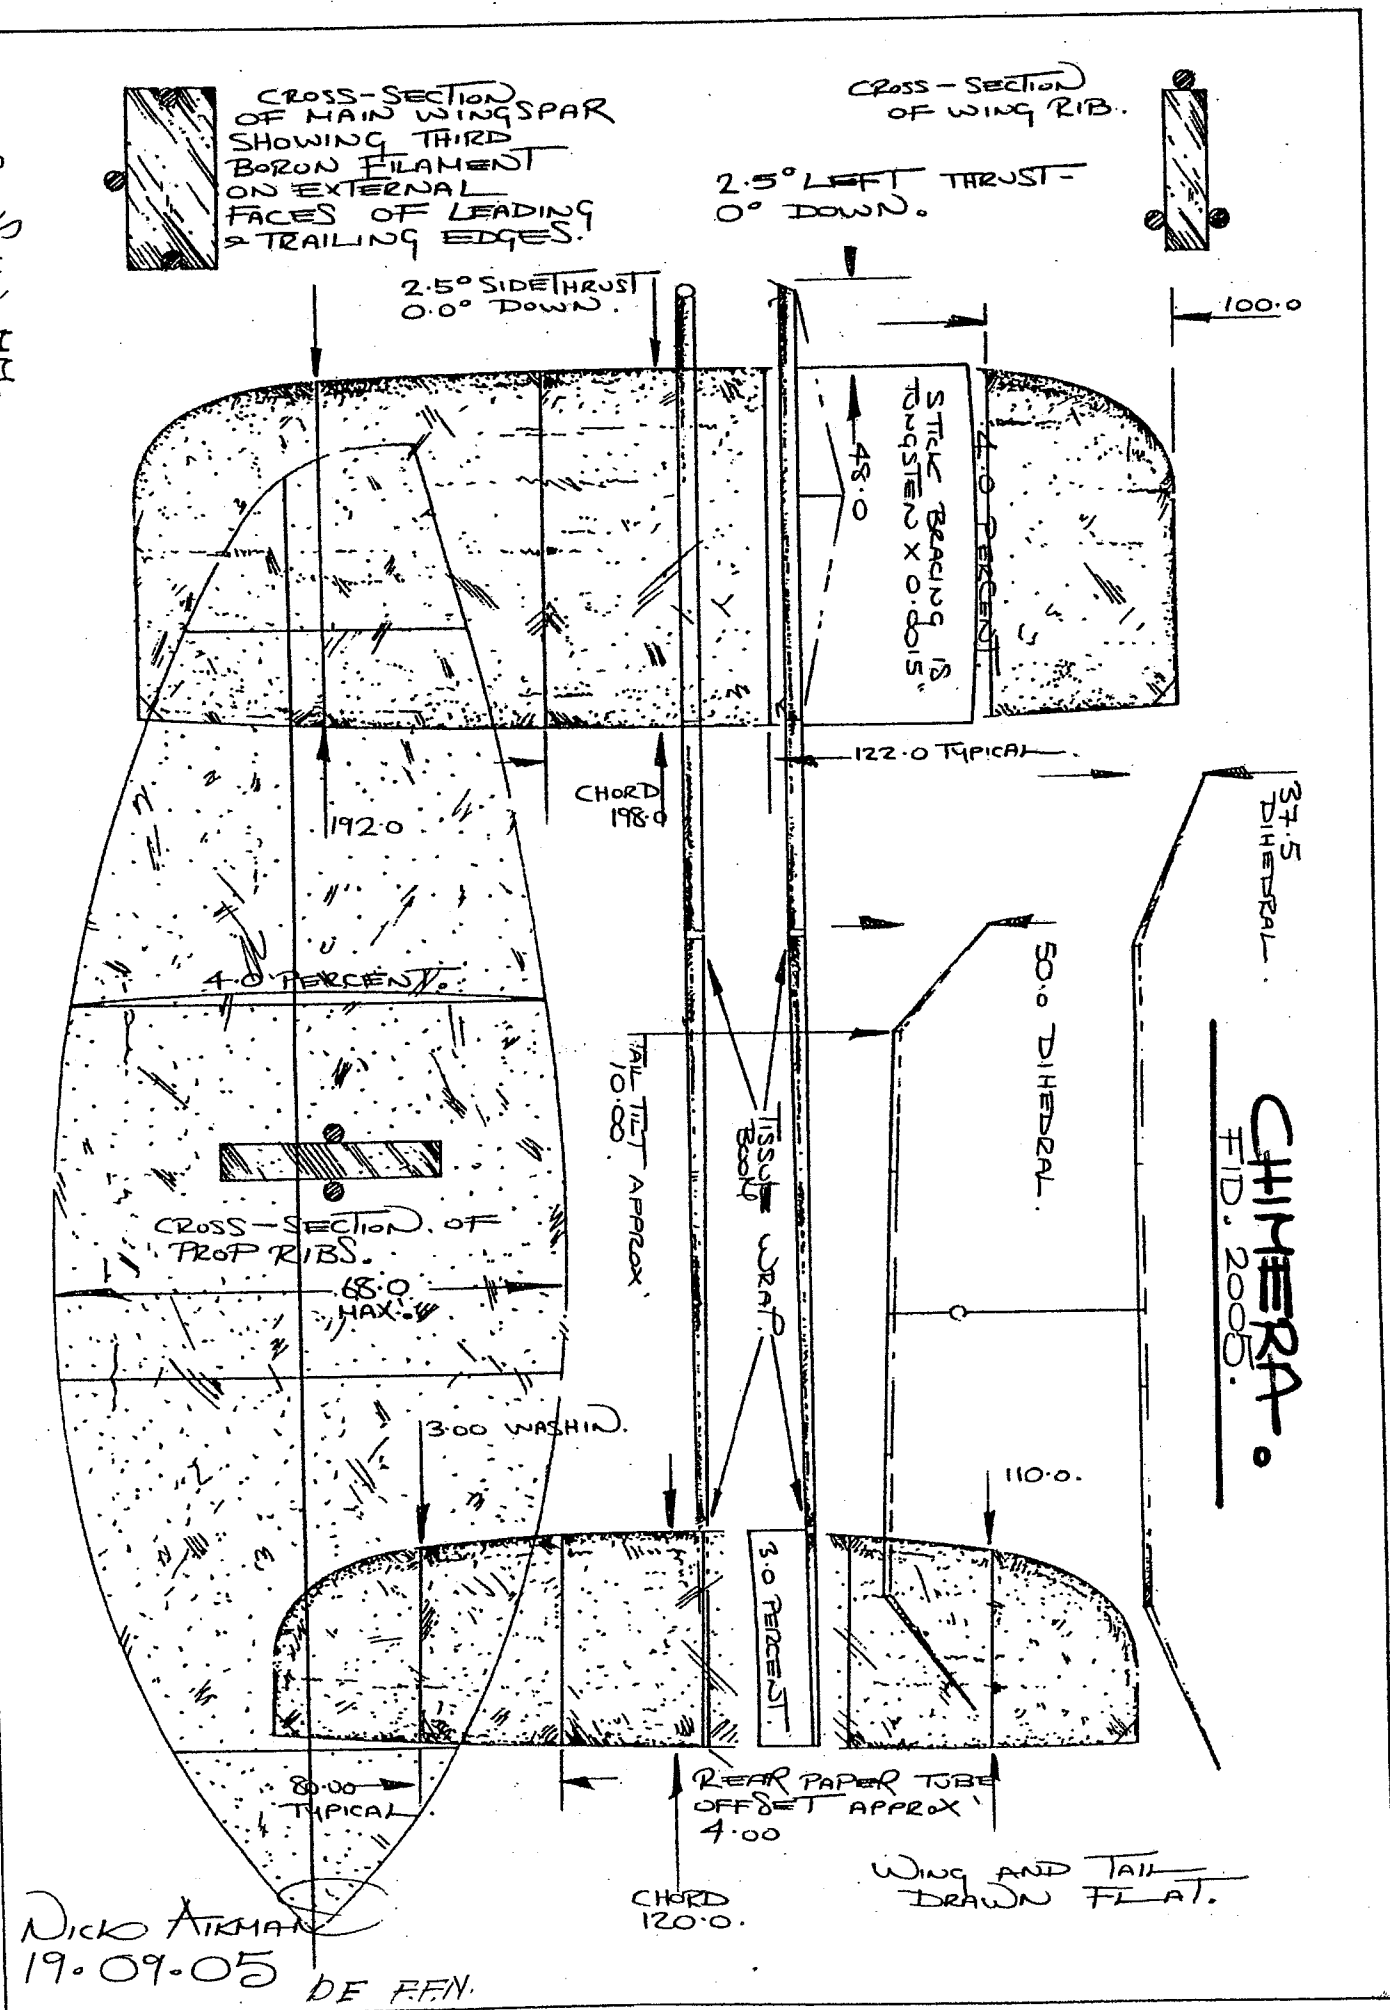 CROSS-SECTION
OF MAIN WINGSPAR
SHOWING THIRD
BORON FILAMENT
ON EXTERNAL
FACES OF LEADING
& TRAILING EDGES.
CROSS-SECTION
OF WING RIB.
2.5° LEFT THRUST-
0° DOWN.
2.5° SIDETHRUST
0.0° DOWN.
100.0
48.0
STICK BRACING IS
TUNGSTEN X 0.0015"
4.0 PERCENT.
122.0 TYPICAL.
CHORD
198.0
192.0
37.5
DIHEDRAL.
4.0 PERCENT.
50.0 DIHEDRAL.
TAIL TILT APPROX'
10.00
TISSUE WRAP.
BOOM
CHIMERA.
F1D. 2005.
CROSS-SECTION. OF
PROP RIBS.
68.0
MAX'.
3.00 WASHIN.
110.0.
3.0 PERCENT.
80.00
TYPICAL.
REAR PAPER TUBE
OFFSET APPROX'
4.00
CHORD
120.0.
WING AND TAIL
DRAWN FLAT.
NICK AIKMAN
19.09.05
DE F.F.N.